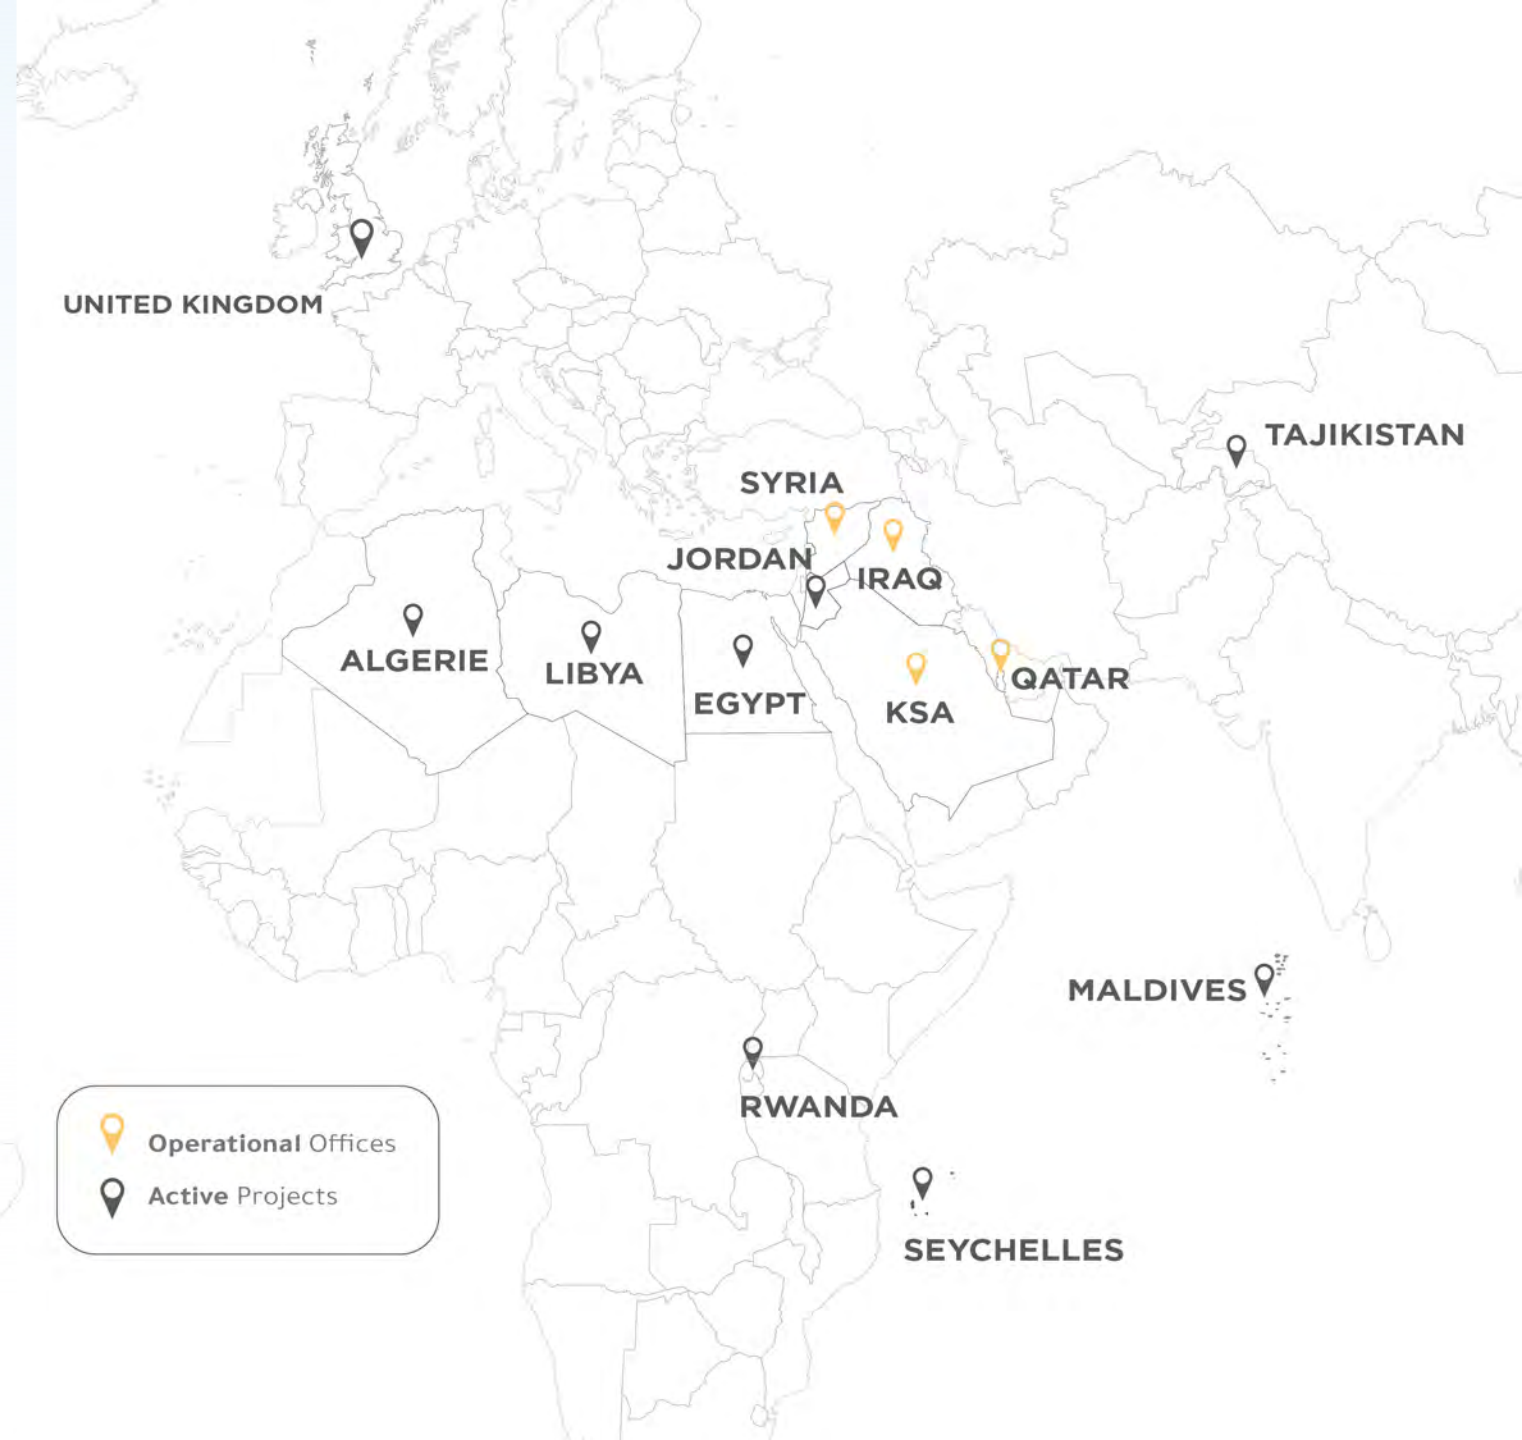 UNITED KINGDOM
TAJIKISTAN
SYRIA
JORDAN
IRAQ
ALGERIE
LIBYA
EGYPT
KSA
QATAR
MALDIVES
RWANDA
SEYCHELLES
Operational Offices
Active Projects